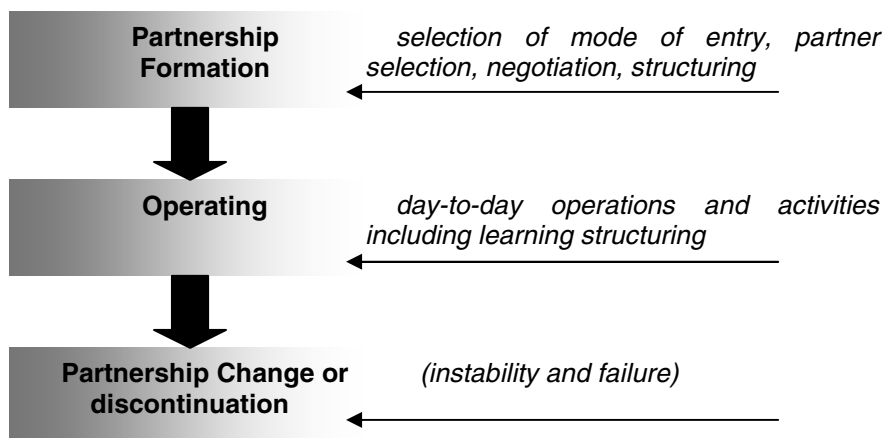 Partnership
Formation
selection of mode of entry, partner
selection, negotiation, structuring
Operating
day-to-day operations and activities
including learning structuring
Partnership Change or
discontinuation
(instability and failure)